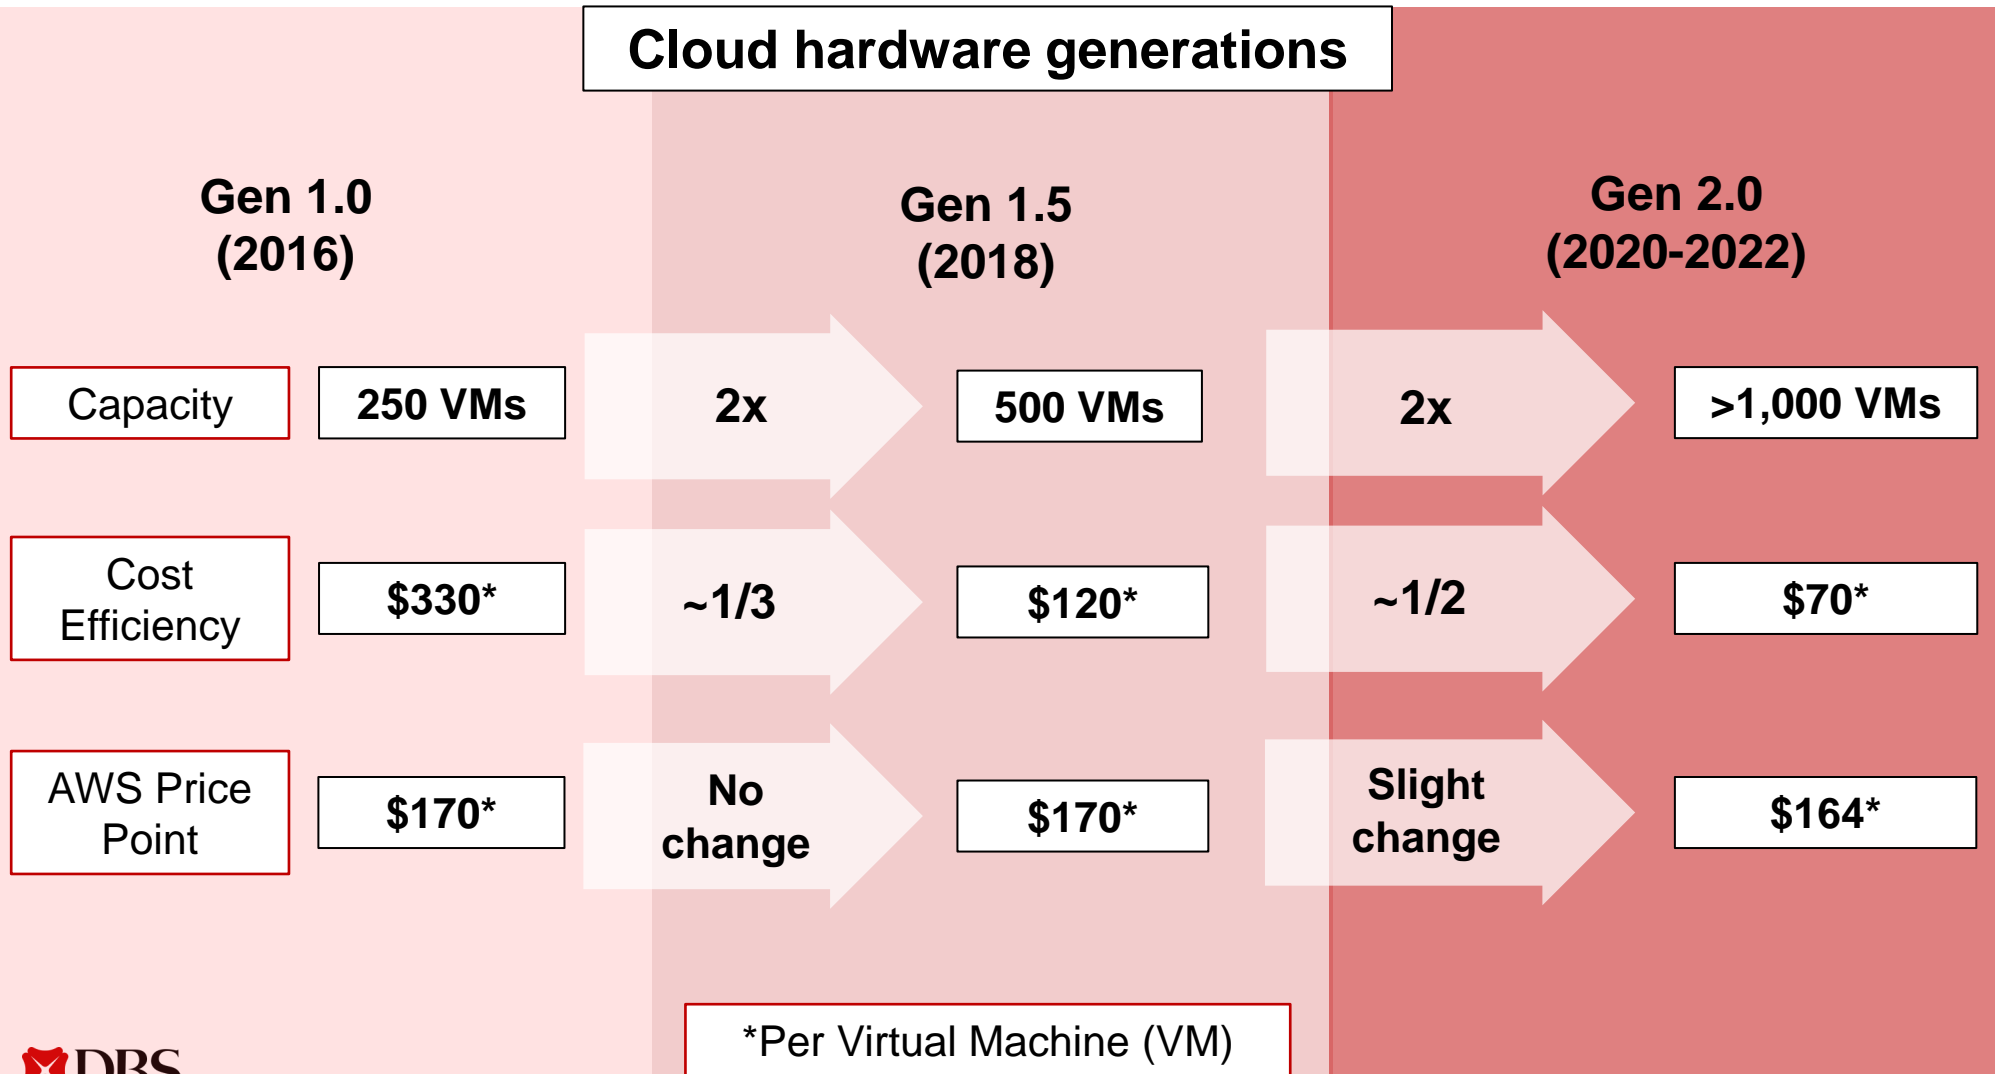 Cloud hardware generations
Gen 1.0
(2016)
Gen 1.5
(2018)
Gen 2.0
(2020-2022)
Capacity
250 VMs
2x
500 VMs
2x
>1,000 VMs
Cost
Efficiency
$330*
~1/3
$120*
~1/2
$70*
AWS Price
Point
$170*
No
change
$170*
Slight
change
$164*
*Per Virtual Machine (VM)
DBS